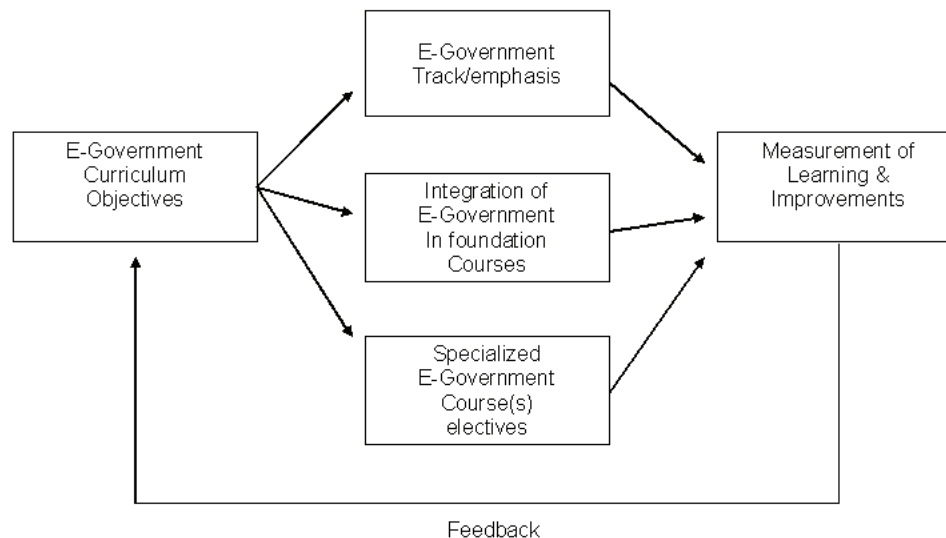 E-Government
Track/emphasis
E-Government
Curriculum
Objectives
Integration of
E-Government
In foundation
Courses
Specialized
E-Government
Course(s)
electives
Measurement of
Learning &
Improvements
Feedback